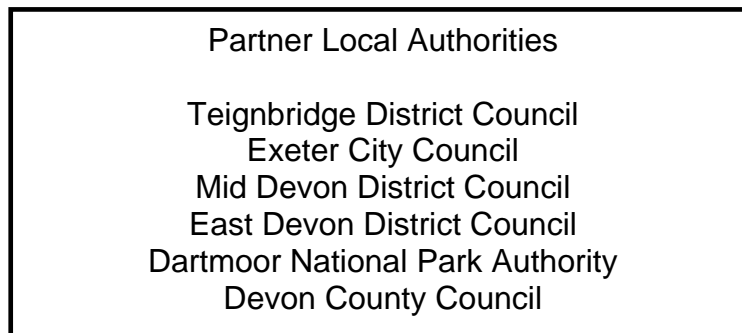 Partner Local Authorities
Teignbridge District Council
Exeter City Council
Mid Devon District Council
East Devon District Council
Dartmoor National Park Authority
Devon County Council